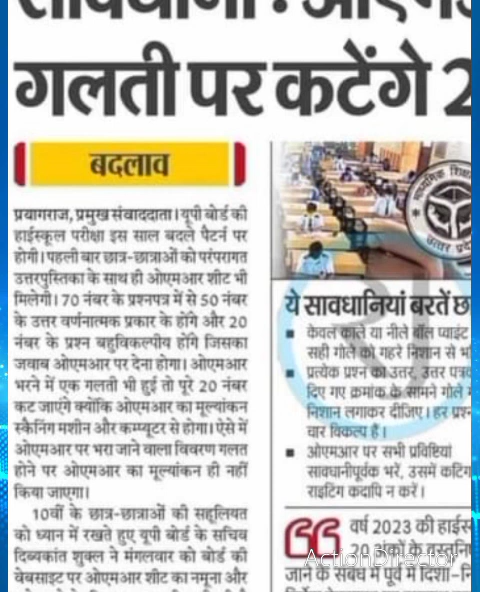 गलती पर कटेंगे 2
बदलाव
प्रयागराज, प्रमुख संवाददाता। यूपी बोर्ड की
हाईस्कूल परीक्षा इस साल बदले पैटर्न पर
होगी। पहली बार छात्र-छात्राओं को परंपरागत
उत्तरपुस्तिका के साथ ही ओएमआर शीट भी
मिलेगी। 70 नंबर के प्रश्नपत्र में से 50 नंबर
के उत्तर वर्णनात्मक प्रकार के होंगे और 20
नंबर के प्रश्न बहुविकल्पीय होंगे जिसका
जवाब ओएमआर पर देना होगा। ओएमआर
भरने में एक गलती भी हुई तो पूरे 20 नंबर
कट जाएंगे क्योंकि ओएमआर का मूल्यांकन
स्कैनिंग मशीन और कम्प्यूटर से होगा। ऐसे में
ओएमआर पर भरा जाने वाला विवरण गलत
होने पर ओएमआर का मूल्यांकन ही नहीं
किया जाएगा।
10वीं के छात्र-छात्राओं की सहूलियत
को ध्यान में रखते हुए यूपी बोर्ड के सचिव
दिब्यकांत शुक्ल ने मंगलवार को बोर्ड की
वेबसाइट पर ओएमआर शीट का नमूना और
ये सावधानियां बरतें छ
केवल काले या नीले बॉल प्वाइंट
सही गोले को गहरे निशान से भ
प्रत्येक प्रश्न का उत्तर, उत्तर पत्रक
दिए गए क्रमांक के सामने गोले
निशान लगाकर दीजिए। हर प्रश्न
चार विकल्प हैं।
ओएमआर पर सभी प्रविष्टियां
सावधानीपूर्वक भरें, उसमें कटिंग
राइटिंग कदापि न करें।
वर्ष 2023 की हाईस
20 अंकों के वस्तुनि
जाने के संबंध में पूर्व में दिशा-नि
ActionDirector